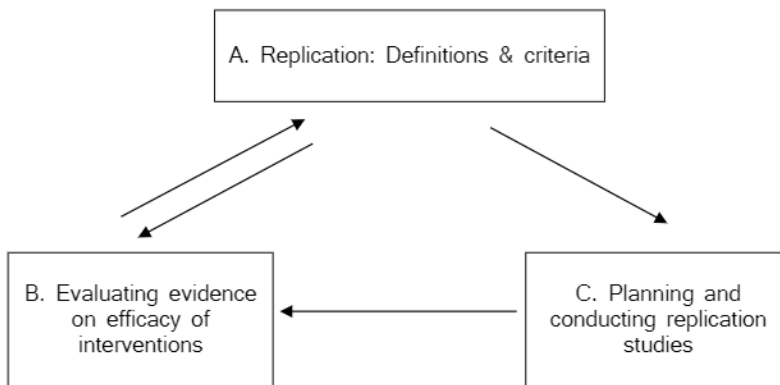 A. Replication: Definitions & criteria
B. Evaluating evidence
on efficacy of
interventions
C. Planning and
conducting replication
studies